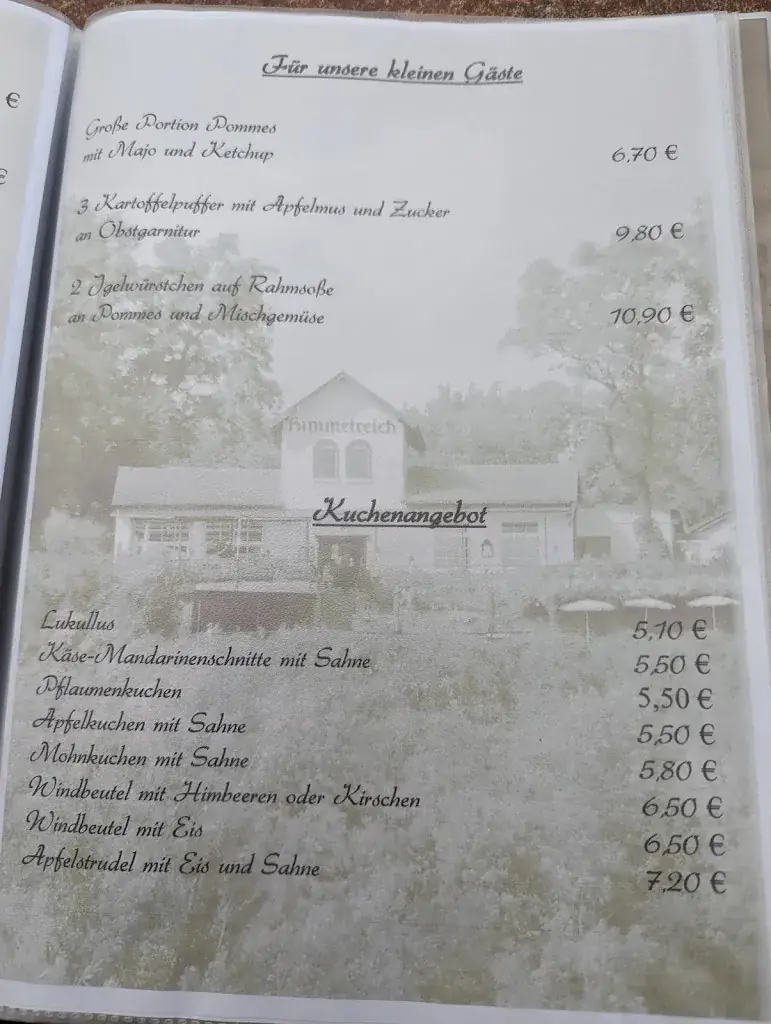 €
€
Für unsere kleinen Gäste
Große Portion Pommes
mit Majo und Ketchup 6,70 €
3 Kartoffelpuffer mit Apfelmus und Zucker
an Obstgarnitur 9,80 €
2 Igelwürstchen auf Rahmsoße
an Pommes und Mischgemüse 10,90 €
Himmelreich
Kuchenangebot
Lukullus 5,10 €
Käse-Mandarinenschnitte mit Sahne 5,50 €
Pflaumenkuchen 5,50 €
Apfelkuchen mit Sahne 5,50 €
Mohnkuchen mit Sahne 5,80 €
Windbeutel mit Himbeeren oder Kirschen 6,50 €
Windbeutel mit Eis 6,50 €
Apfelstrudel mit Eis und Sahne 7,20 €